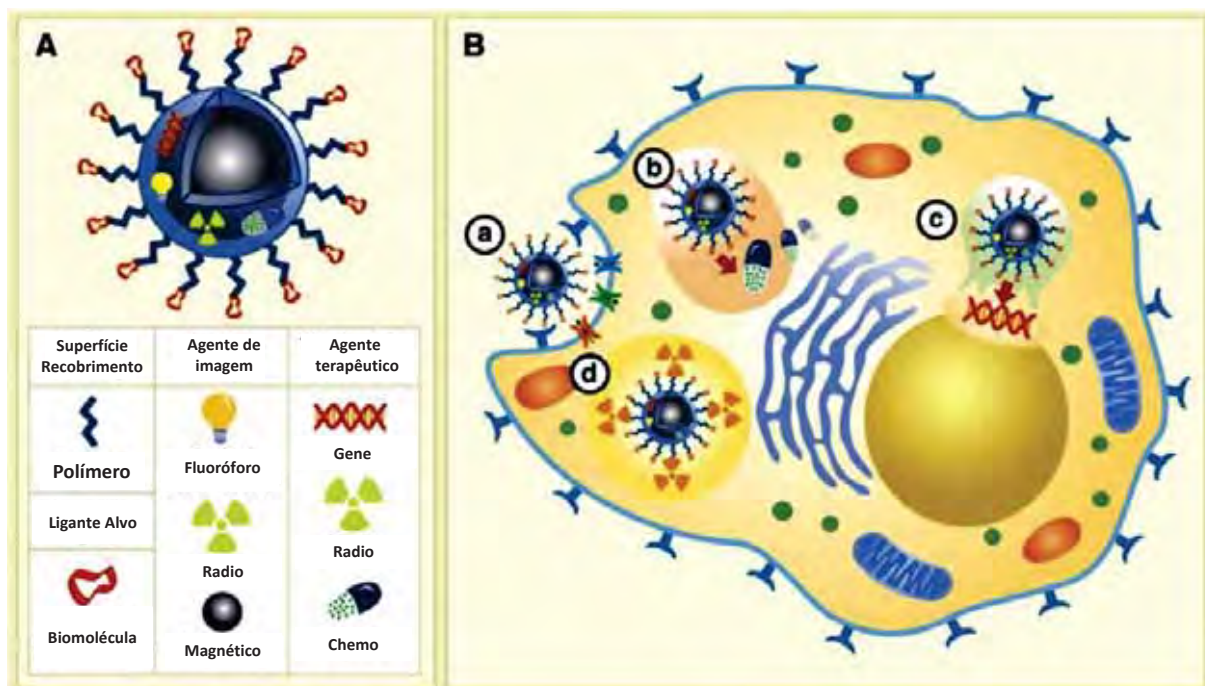 A
Superfície
Recobrimento
Agente de
imagem
Agente
terapêutico
Polímero
Fluoróforo
Gene
Ligante Alvo
Radio
Radio
Biomolécula
Magnético
Chemo
B
a
b
c
d